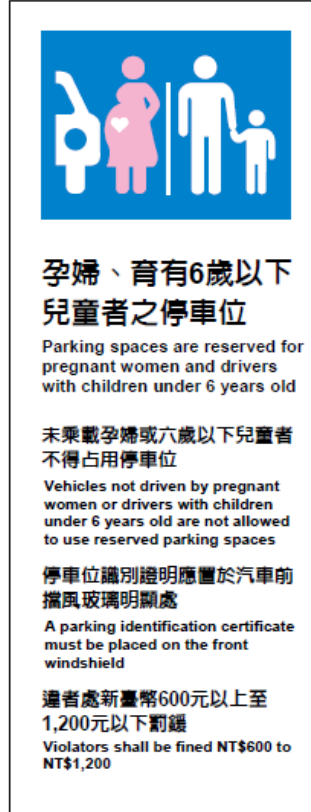 孕婦、育有6歲以下
兒童者之停車位
Parking spaces are reserved for
pregnant women and drivers
with children under 6 years old
未乘載孕婦或六歲以下兒童者
不得占用停車位
Vehicles not driven by pregnant
women or drivers with children
under 6 years old are not allowed
to use reserved parking spaces
停車位識別證明應置於汽車前
擋風玻璃明顯處
A parking identification certificate
must be placed on the front
windshield
違者處新臺幣600元以上至
1,200元以下罰鍰
Violators shall be fined NT$600 to
NT$1,200